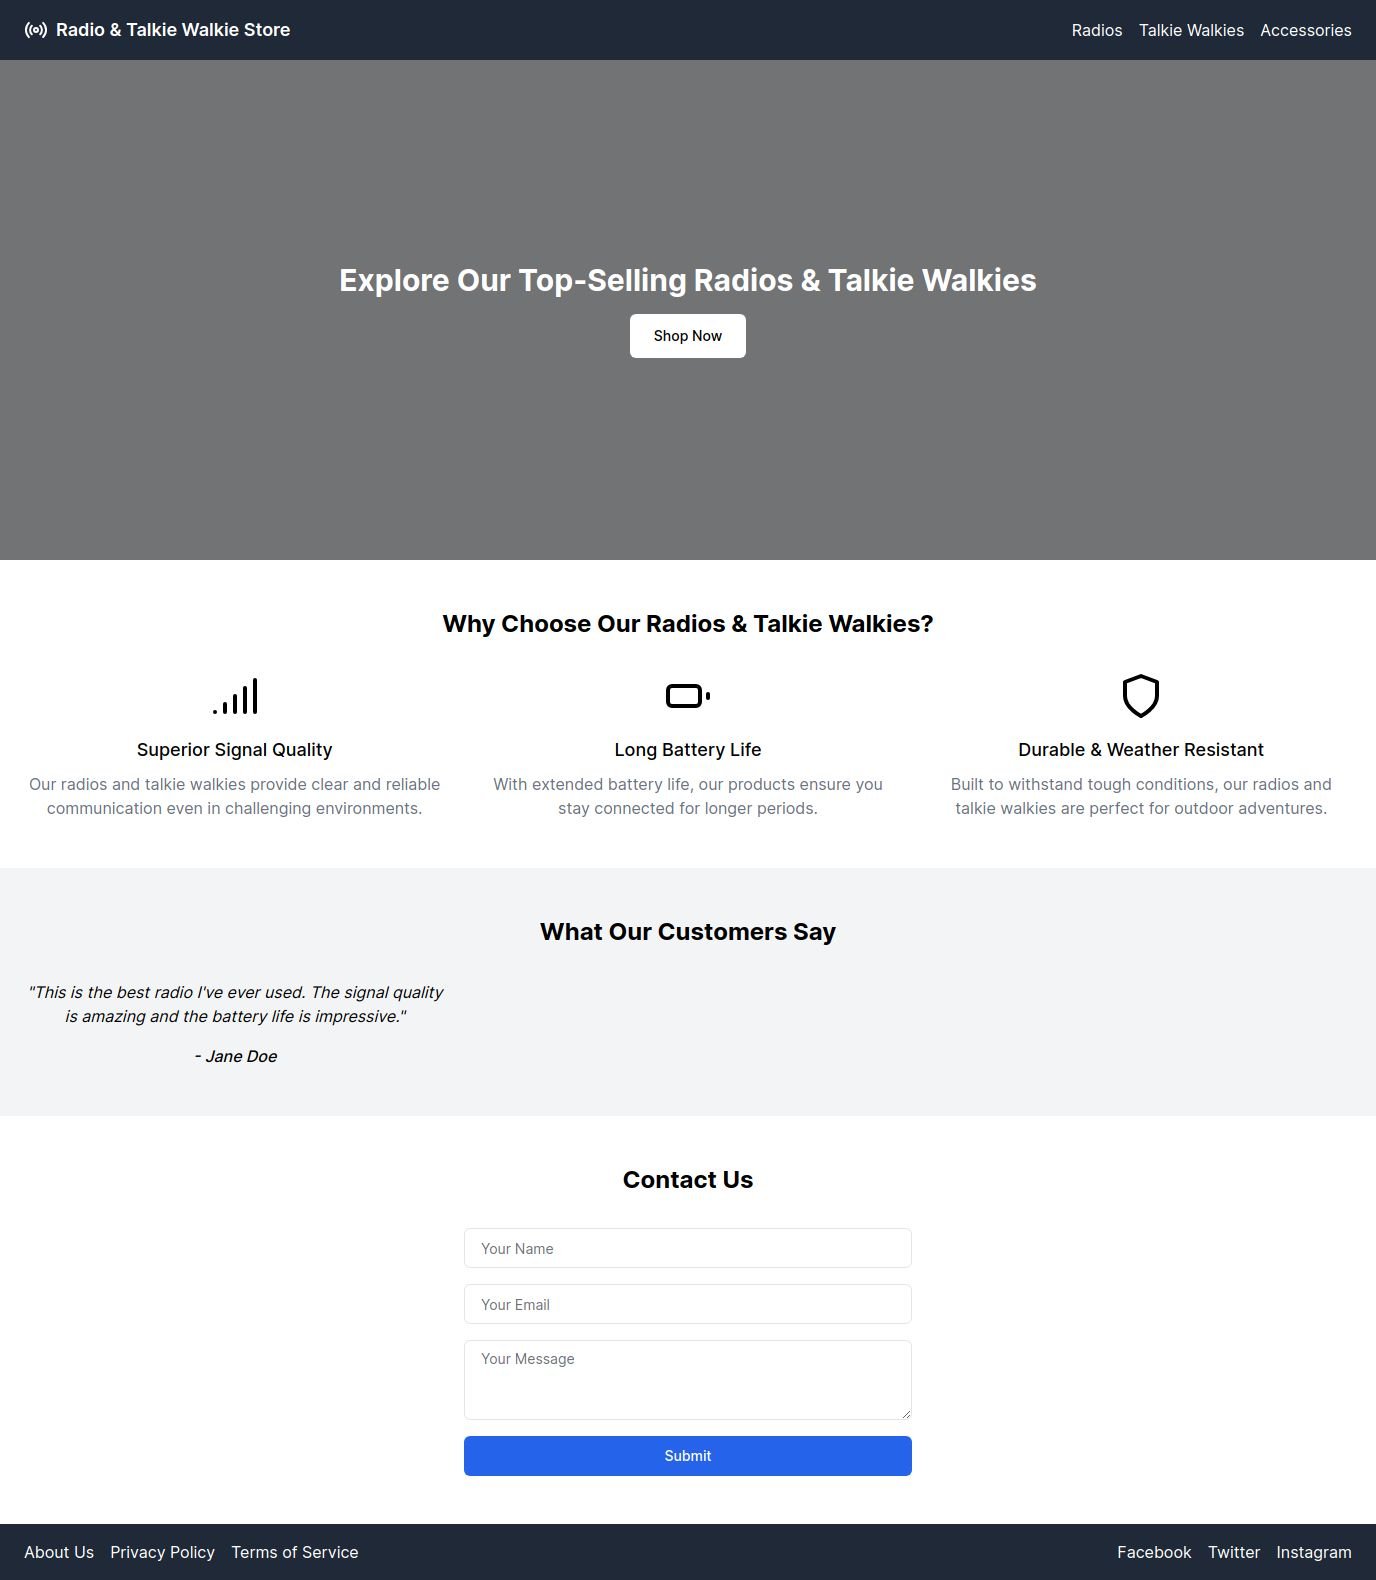 Radio & Talkie Walkie Store
Radios Talkie Walkies Accessories
Explore Our Top-Selling Radios & Talkie Walkies
Shop Now
Why Choose Our Radios & Talkie Walkies?
Superior Signal Quality
Our radios and talkie walkies provide clear and reliable
communication even in challenging environments.
Long Battery Life
With extended battery life, our products ensure you
stay connected for longer periods.
Durable & Weather Resistant
Built to withstand tough conditions, our radios and
talkie walkies are perfect for outdoor adventures.
What Our Customers Say
"This is the best radio I've ever used. The signal quality
is amazing and the battery life is impressive."
- Jane Doe
Contact Us
Your Name
Your Email
Your Message
Submit
About Us Privacy Policy Terms of Service
Facebook Twitter Instagram